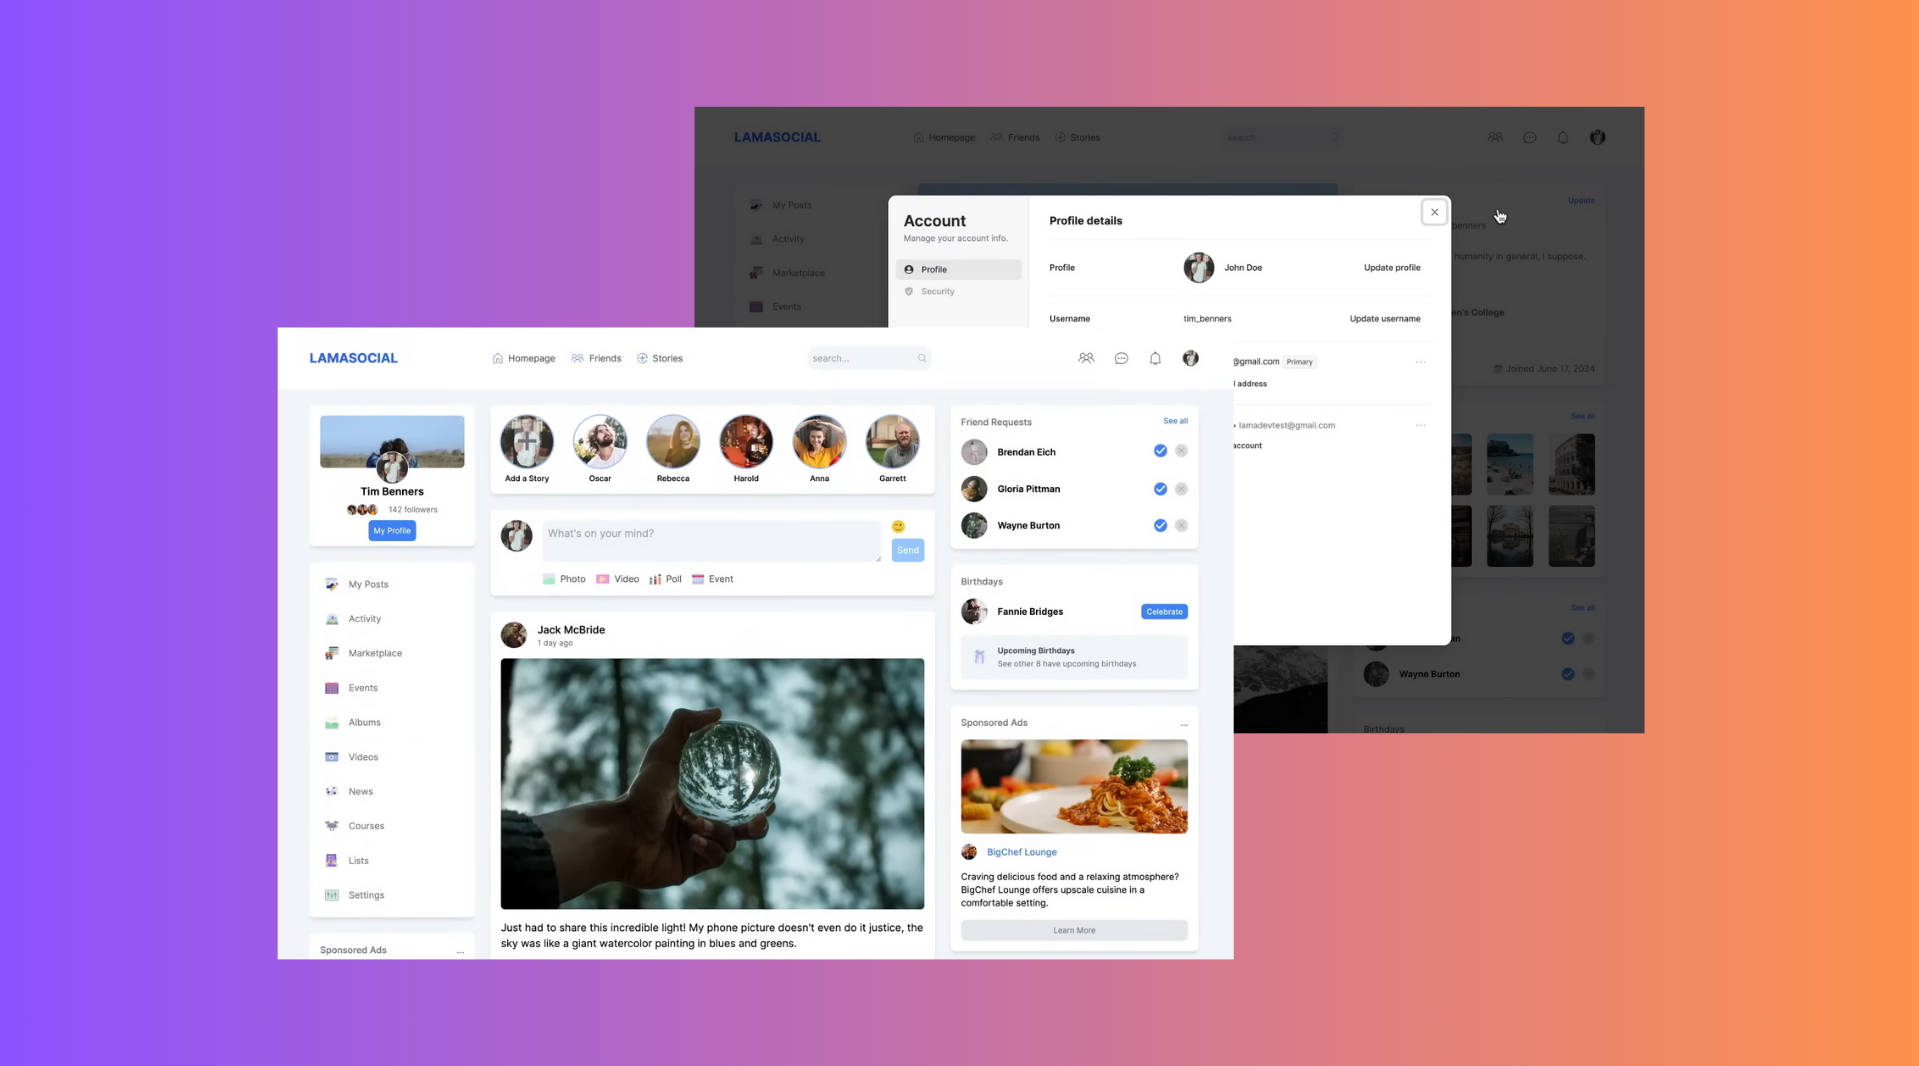 LAMASOCIAL
Homepage
Friends
Stories
search...
My Posts
Activity
Marketplace
Events
Update
benners
humanity in general, I suppose.
en's College
Joined June 17, 2024
See all
See all
an
Wayne Burton
Birthdays
Account
Manage your account info.
Profile
Security
Profile details
Profile
John Doe
Update profile
Username
tim_benners
Update username
@gmail.com
Primary
l address
• lamadevtest@gmail.com
account
LAMASOCIAL
Homepage
Friends
Stories
search...
Tim Benners
142 followers
My Profile
My Posts
Activity
Marketplace
Events
Albums
Videos
News
Courses
Lists
Settings
Sponsored Ads
...
Add a Story
Oscar
Rebecca
Harold
Anna
Garrett
What's on your mind?
Send
Photo
Video
Poll
Event
Jack McBride
1 day ago
Just had to share this incredible light! My phone picture doesn't even do it justice, the
sky was like a giant watercolor painting in blues and greens.
Friend Requests
See all
Brendan Eich
Gloria Pittman
Wayne Burton
Birthdays
Fannie Bridges
Celebrate
Upcoming Birthdays
See other 8 have upcoming birthdays
Sponsored Ads
...
BigChef Lounge
Craving delicious food and a relaxing atmosphere?
BigChef Lounge offers upscale cuisine in a
comfortable setting.
Learn More